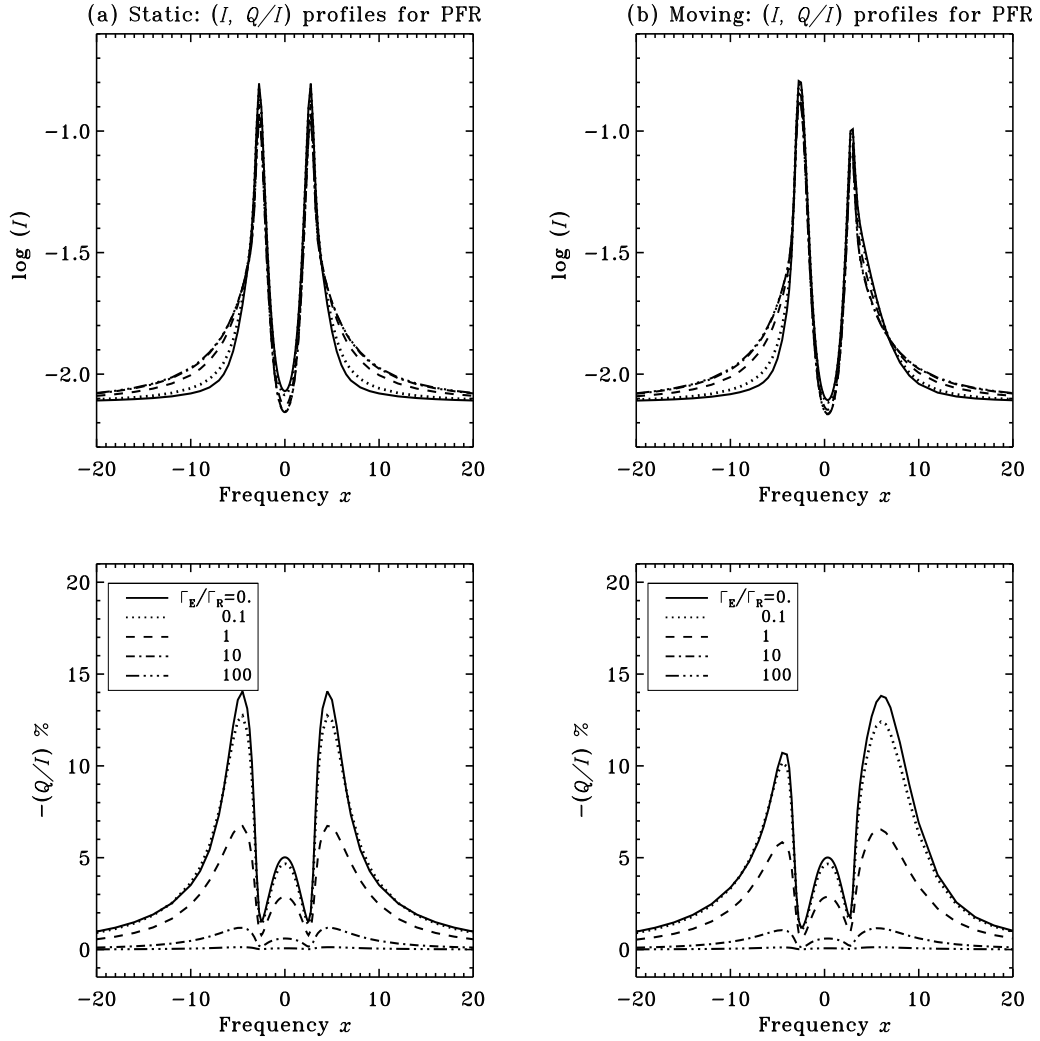 (a) Static: (I, Q/I) profiles for PFR
−1.0
−1.5
−2.0
log (I)
−20 −10 0 10 20
Frequency x
(b) Moving: (I, Q/I) profiles for PFR
−1.0
−1.5
−2.0
log (I)
−20 −10 0 10 20
Frequency x
20
15
10
5
0
−(Q/I) %
Γ_E/Γ_R=0.
0.1
1
10
100
−20 −10 0 10 20
Frequency x
20
15
10
5
0
−(Q/I) %
Γ_E/Γ_R=0.
0.1
1
10
100
−20 −10 0 10 20
Frequency x